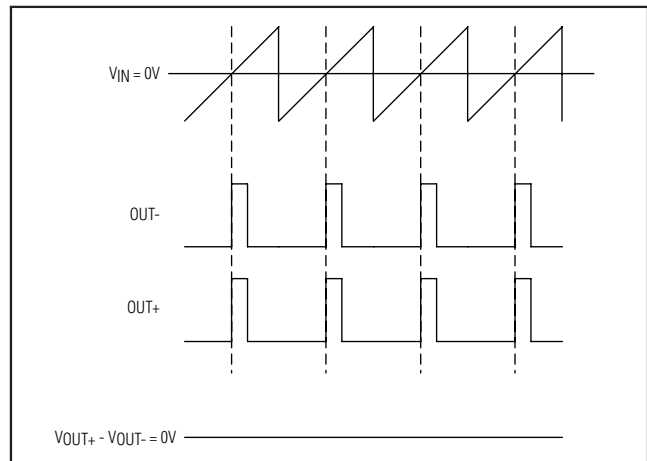 VIN = 0V
OUT-
OUT+
VOUT+ - VOUT- = 0V